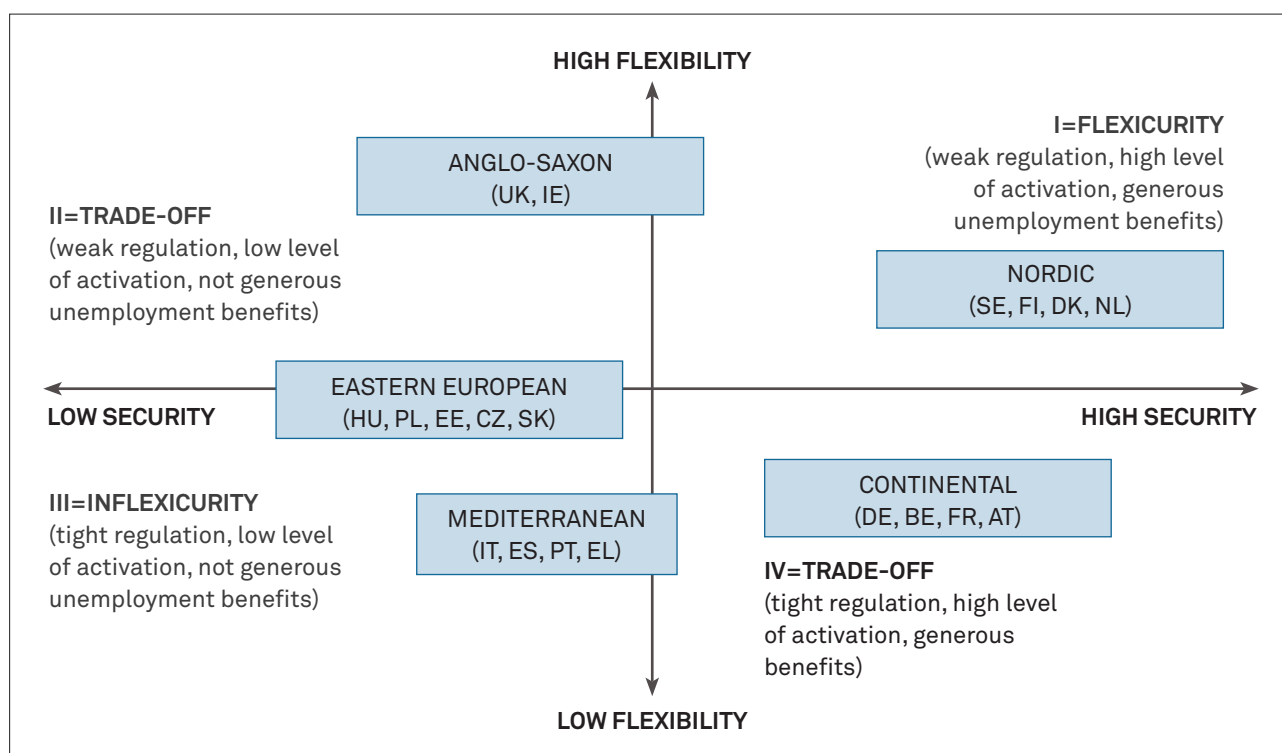 HIGH FLEXIBILITY
I=FLEXICURITY
(weak regulation, high level
of activation, generous
unemployment benefits)
ANGLO-SAXON
(UK, IE)
II=TRADE-OFF
(weak regulation, low level
of activation, not generous
unemployment benefits)
NORDIC
(SE, FI, DK, NL)
EASTERN EUROPEAN
(HU, PL, EE, CZ, SK)
LOW SECURITY
HIGH SECURITY
III=INFLEXICURITY
(tight regulation, low level
of activation, not generous
unemployment benefits)
MEDITERRANEAN
(IT, ES, PT, EL)
CONTINENTAL
(DE, BE, FR, AT)
IV=TRADE-OFF
(tight regulation, high level
of activation, generous
benefits)
LOW FLEXIBILITY